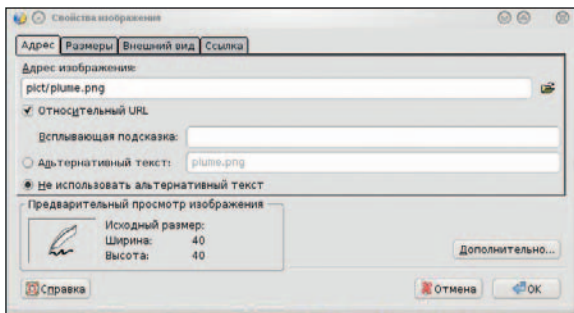 Свойства изображения
Адрес Размеры Внешний вид Ссылка
Адрес изображения:
pict/plume.png
Относительный URL
Всплывающая подсказка:
Альтернативный текст: plume.png
Не использовать альтернативный текст
Предварительный просмотр изображения
Исходный размер:
Ширина: 40
Высота: 40
Дополнительно...
Справка Отмена OK